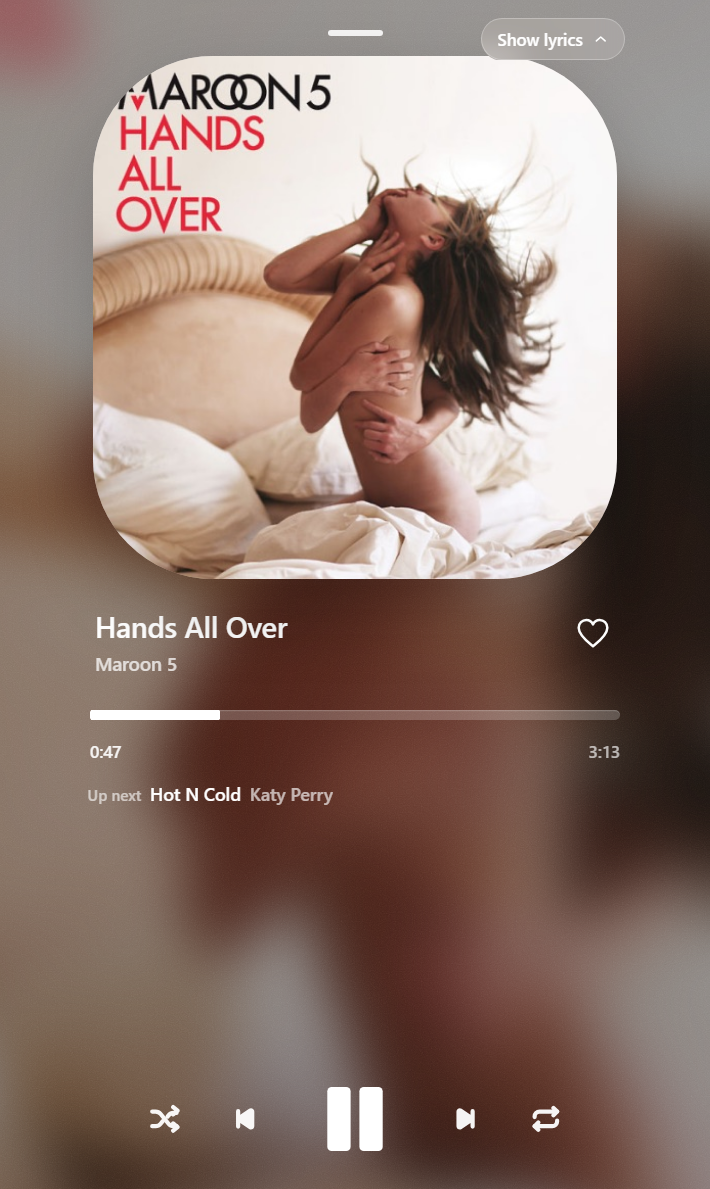 Show lyrics
MAROON 5
HANDS
ALL
OVER
Hands All Over
Maroon 5
0:47 3:13
Up next Hot N Cold Katy Perry